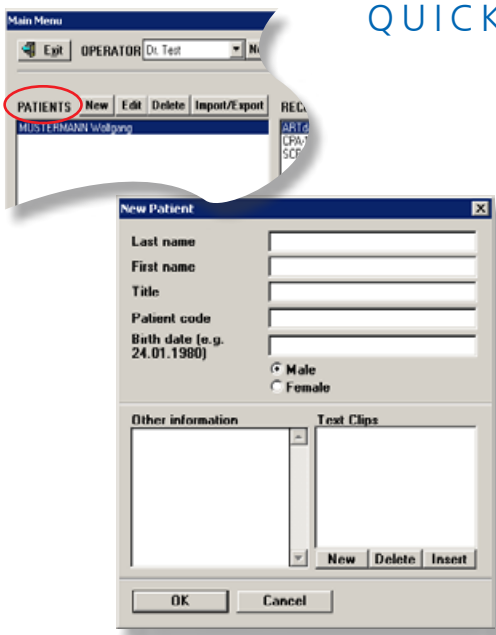 QUICK
Main Menu
Exit OPERATOR Dr. Test
PATIENTS New Edit Delete Import/Export
MUSTERMANN Wolfgang
New Patient
Last name
First name
Title
Patient code
Birth date (e.g.
24.01.1980)
Male
Female
Other information Text Clips
New Delete Insert
OK Cancel